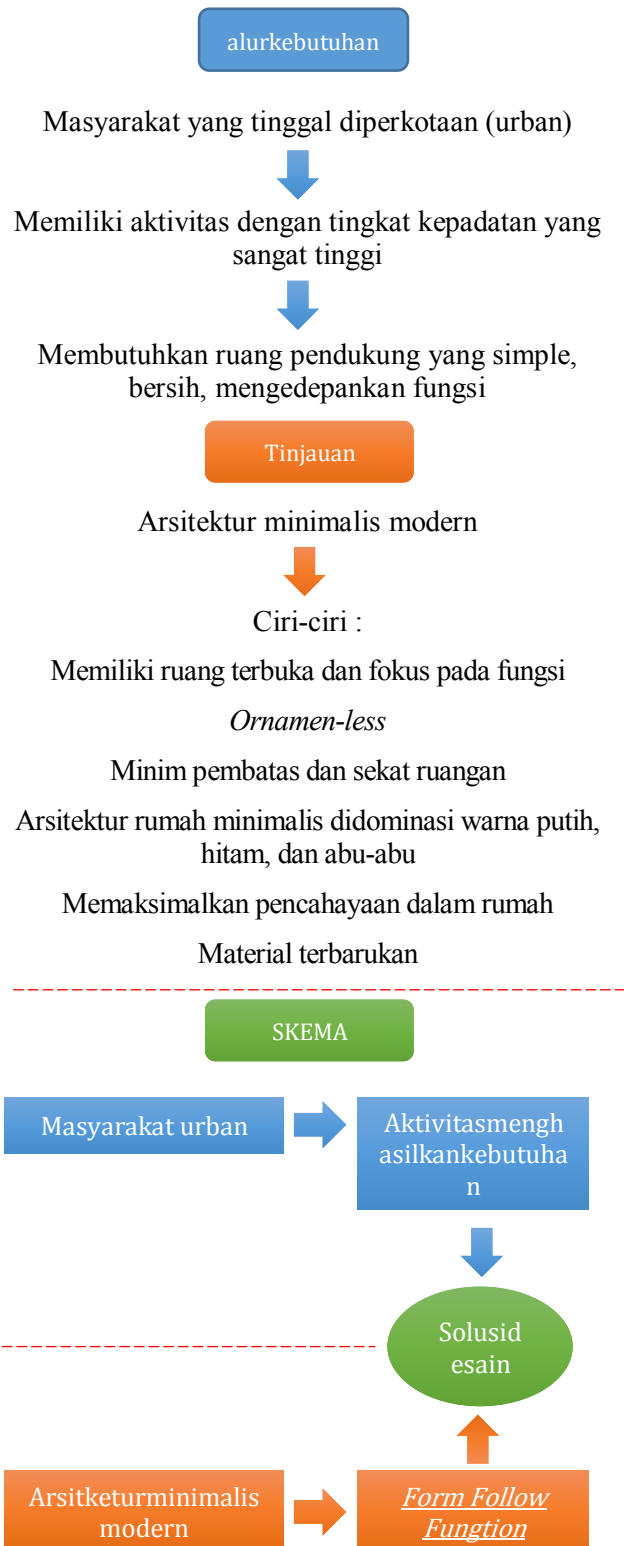 alurkebutuhan
Masyarakat yang tinggal diperkotaan (urban)
Memiliki aktivitas dengan tingkat kepadatan yang
sangat tinggi
Membutuhkan ruang pendukung yang simple,
bersih, mengedepankan fungsi
Tinjauan
Arsitektur minimalis modern
Ciri-ciri :
Memiliki ruang terbuka dan fokus pada fungsi
Ornamen-less
Minim pembatas dan sekat ruangan
Arsitektur rumah minimalis didominasi warna putih,
hitam, dan abu-abu
Memaksimalkan pencahayaan dalam rumah
Material terbarukan
SKEMA
Masyarakat urban
Aktivitasmengh
asilkankebutuha
n
Solusid
esain
Arsitketurminimalis
modern
Form Follow
Fungtion